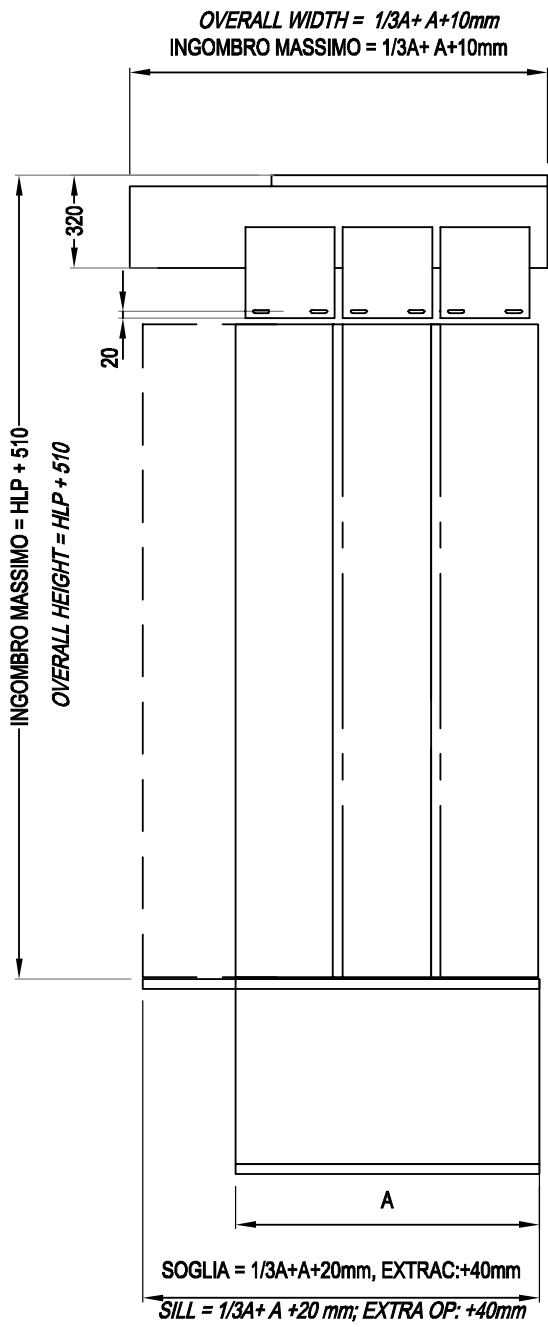 OVERALL WIDTH = 1/3A+ A+10mm
INGOMBRO MASSIMO = 1/3A+ A+10mm
320
20
INGOMBRO MASSIMO = HLP + 510
OVERALL HEIGHT = HLP + 510
A
SOGLIA = 1/3A+A+20mm, EXTRAC:+40mm
SILL = 1/3A+ A +20 mm; EXTRA OP: +40mm